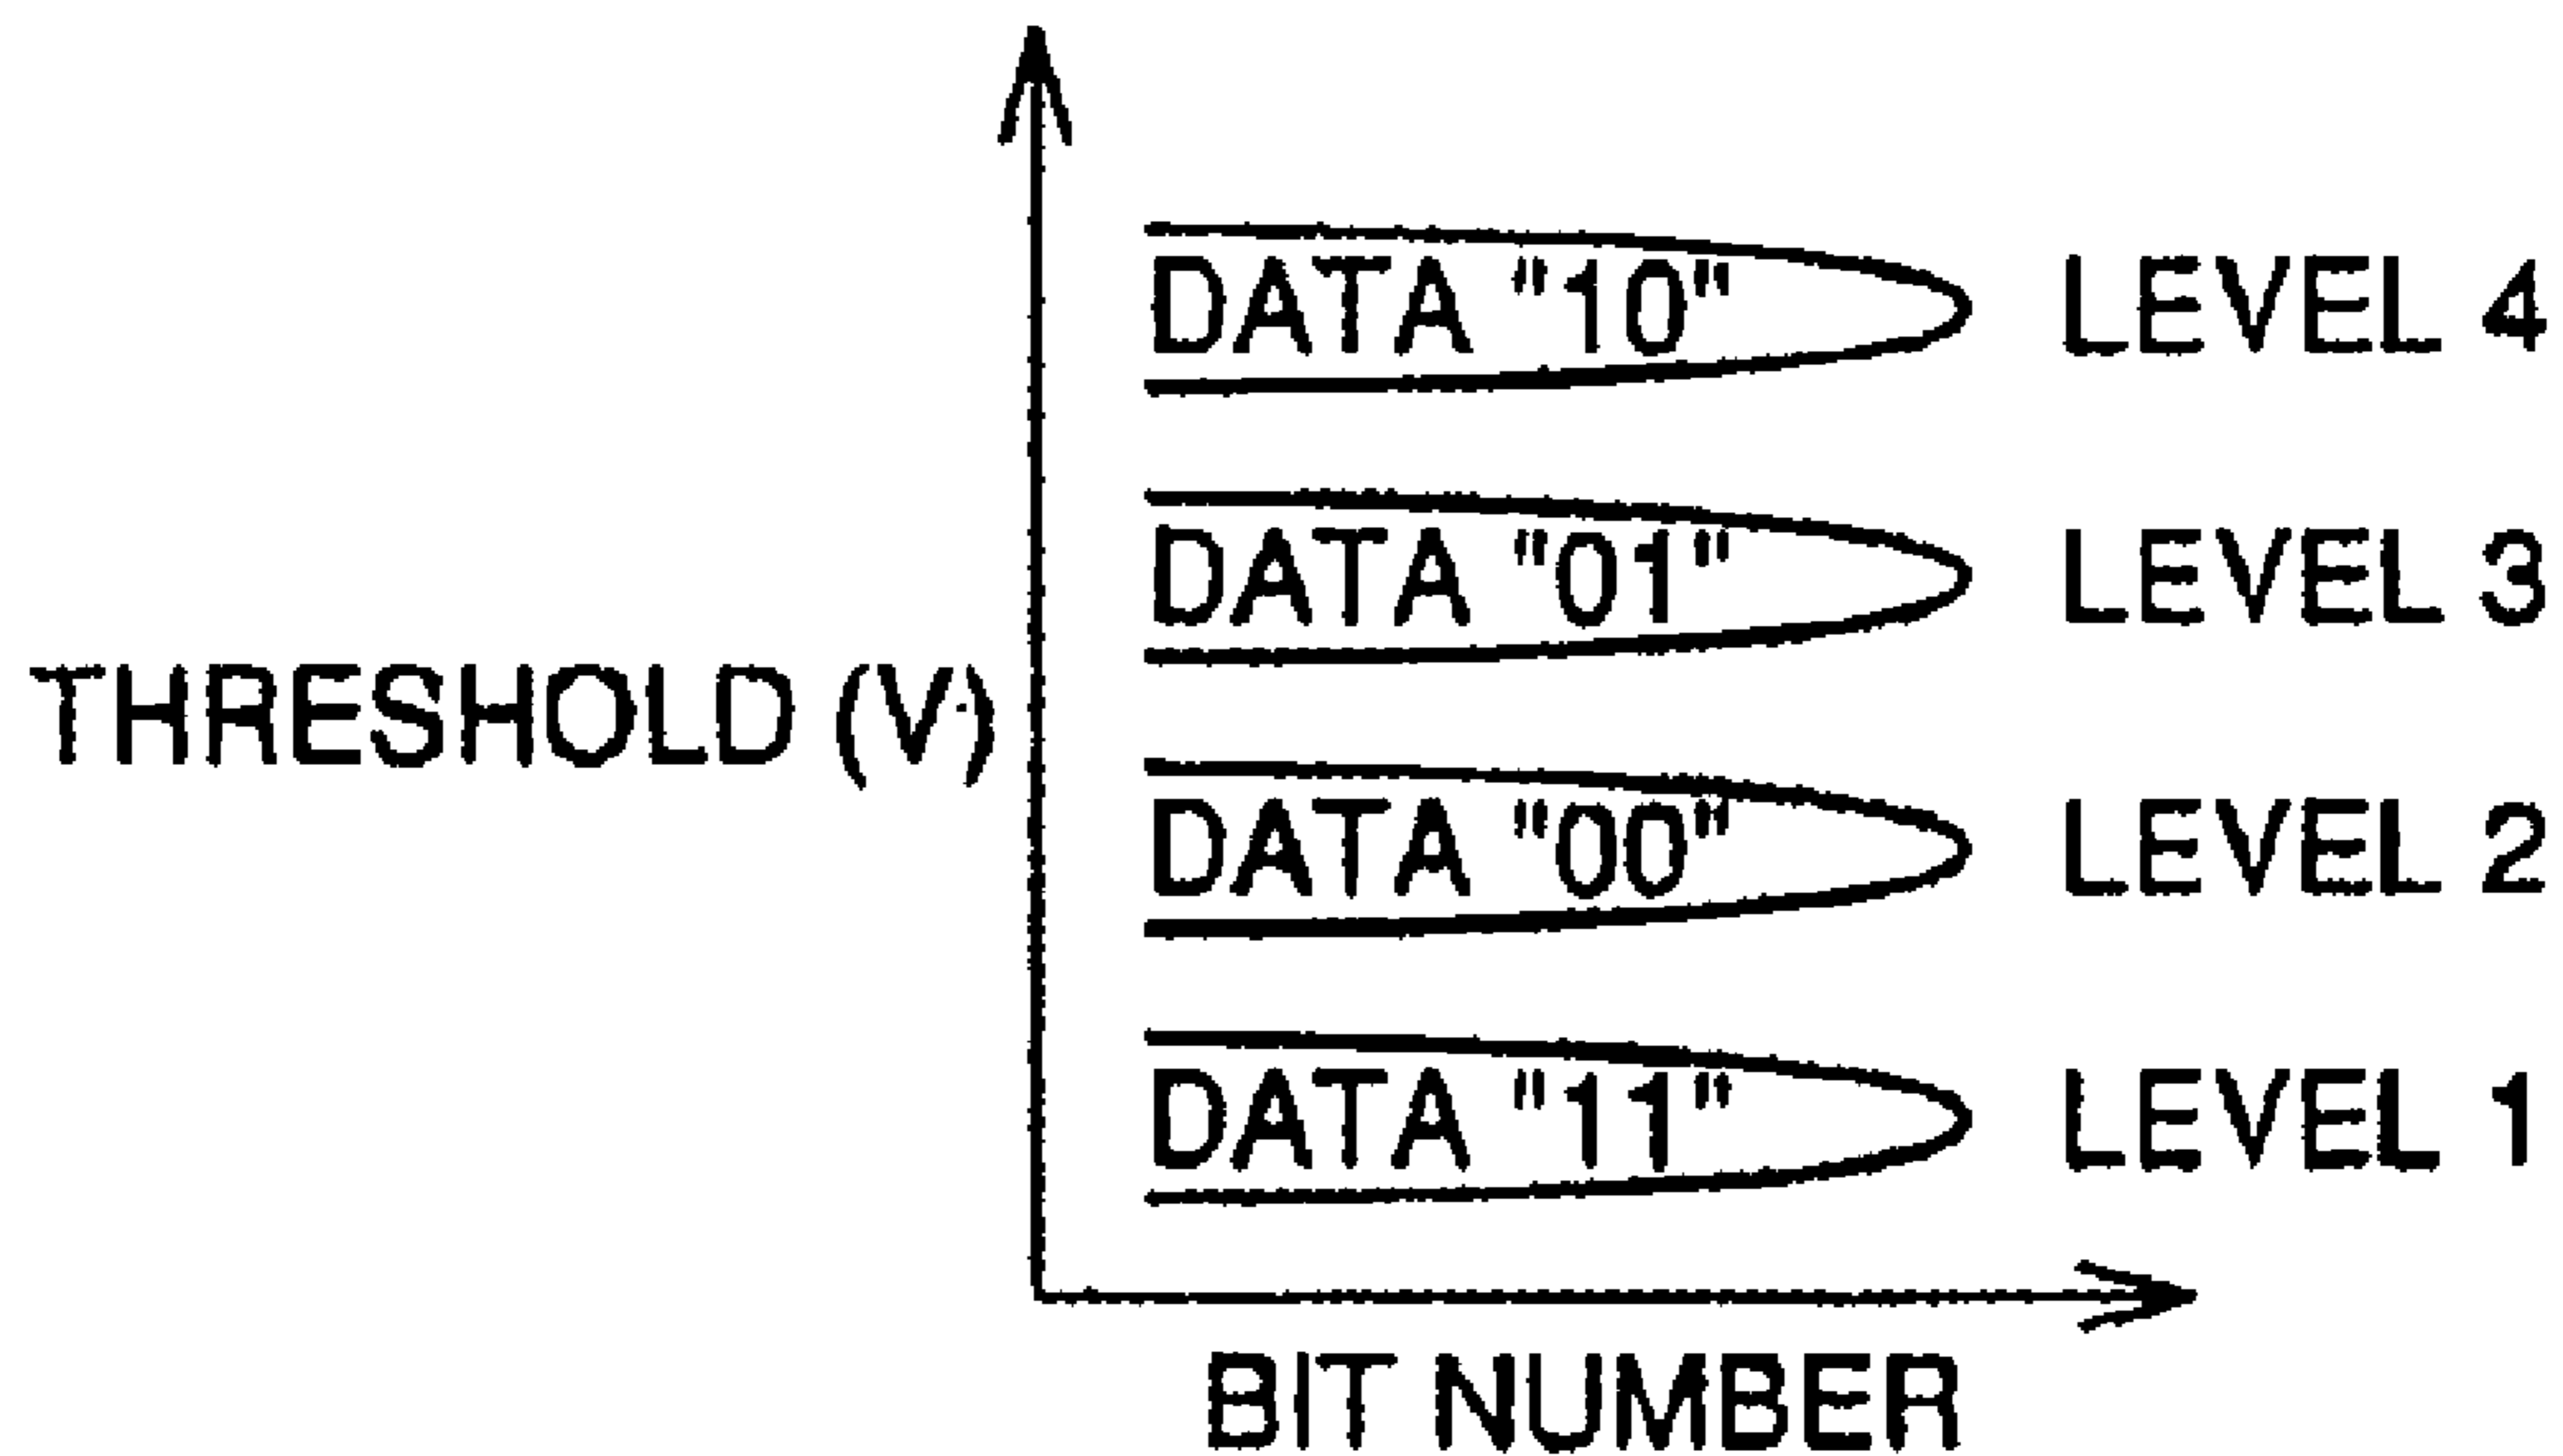 DATA "10" LEVEL 4
DATA "01" LEVEL 3
THRESHOLD (V)
DATA "00" LEVEL 2
DATA "11" LEVEL 1
BIT NUMBER